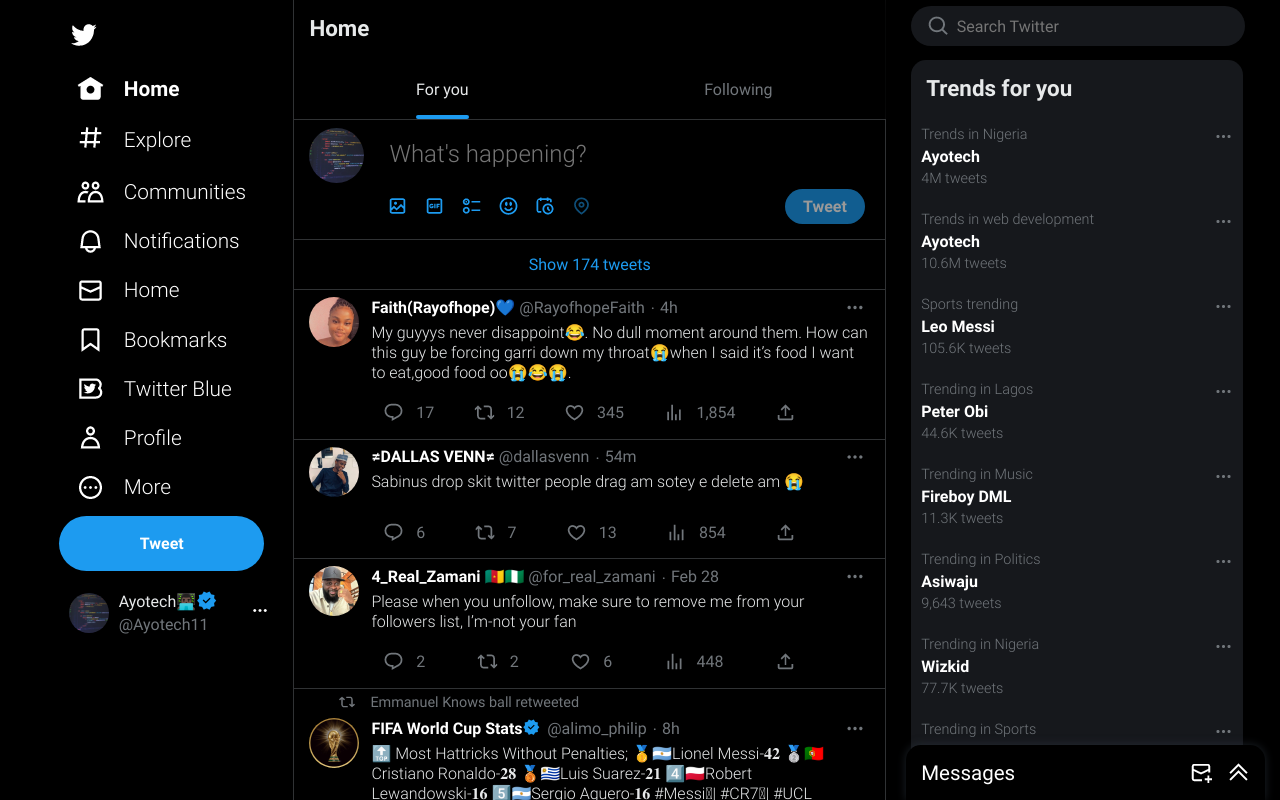 Home
Explore
Communities
Notifications
Home
Bookmarks
Twitter Blue
Profile
More
Tweet
Ayotech👨🏿‍💻
@Ayotech11
Home
For you
Following
What's happening?
GIF
Tweet
Show 174 tweets
Faith(Rayofhope)💙 @RayofhopeFaith · 4h
My guyyys never disappoint😂. No dull moment around them. How can
this guy be forcing garri down my throat😭when I said it's food I want
to eat,good food oo😭😂😭.
17 12 345 1,854
≠DALLAS VENN≠ @dallasvenn · 54m
Sabinus drop skit twitter people drag am sotey e delete am 😭
6 7 13 854
4_Real_Zamani 🇨🇲🇳🇬 @for_real_zamani · Feb 28
Please when you unfollow, make sure to remove me from your
followers list, I'm-not your fan
2 2 6 448
Emmanuel Knows ball retweeted
FIFA World Cup Stats @alimo_philip · 8h
🔝 Most Hattricks Without Penalties; 🥇🇦🇷Lionel Messi-𝟒𝟐 🥈🇵🇹
Cristiano Ronaldo-𝟐𝟖 🥉🇺🇾Luis Suarez-𝟐𝟏 4️⃣🇵🇱Robert
Lewandowski-𝟏𝟔 5️⃣🇦🇷Sergio Aguero-𝟏𝟔 #Messi| #CR7| #UCL
Search Twitter
Trends for you
Trends in Nigeria
Ayotech
4M tweets
Trends in web development
Ayotech
10.6M tweets
Sports trending
Leo Messi
105.6K tweets
Trending in Lagos
Peter Obi
44.6K tweets
Trending in Music
Fireboy DML
11.3K tweets
Trending in Politics
Asiwaju
9,643 tweets
Trending in Nigeria
Wizkid
77.7K tweets
Trending in Sports
Messages